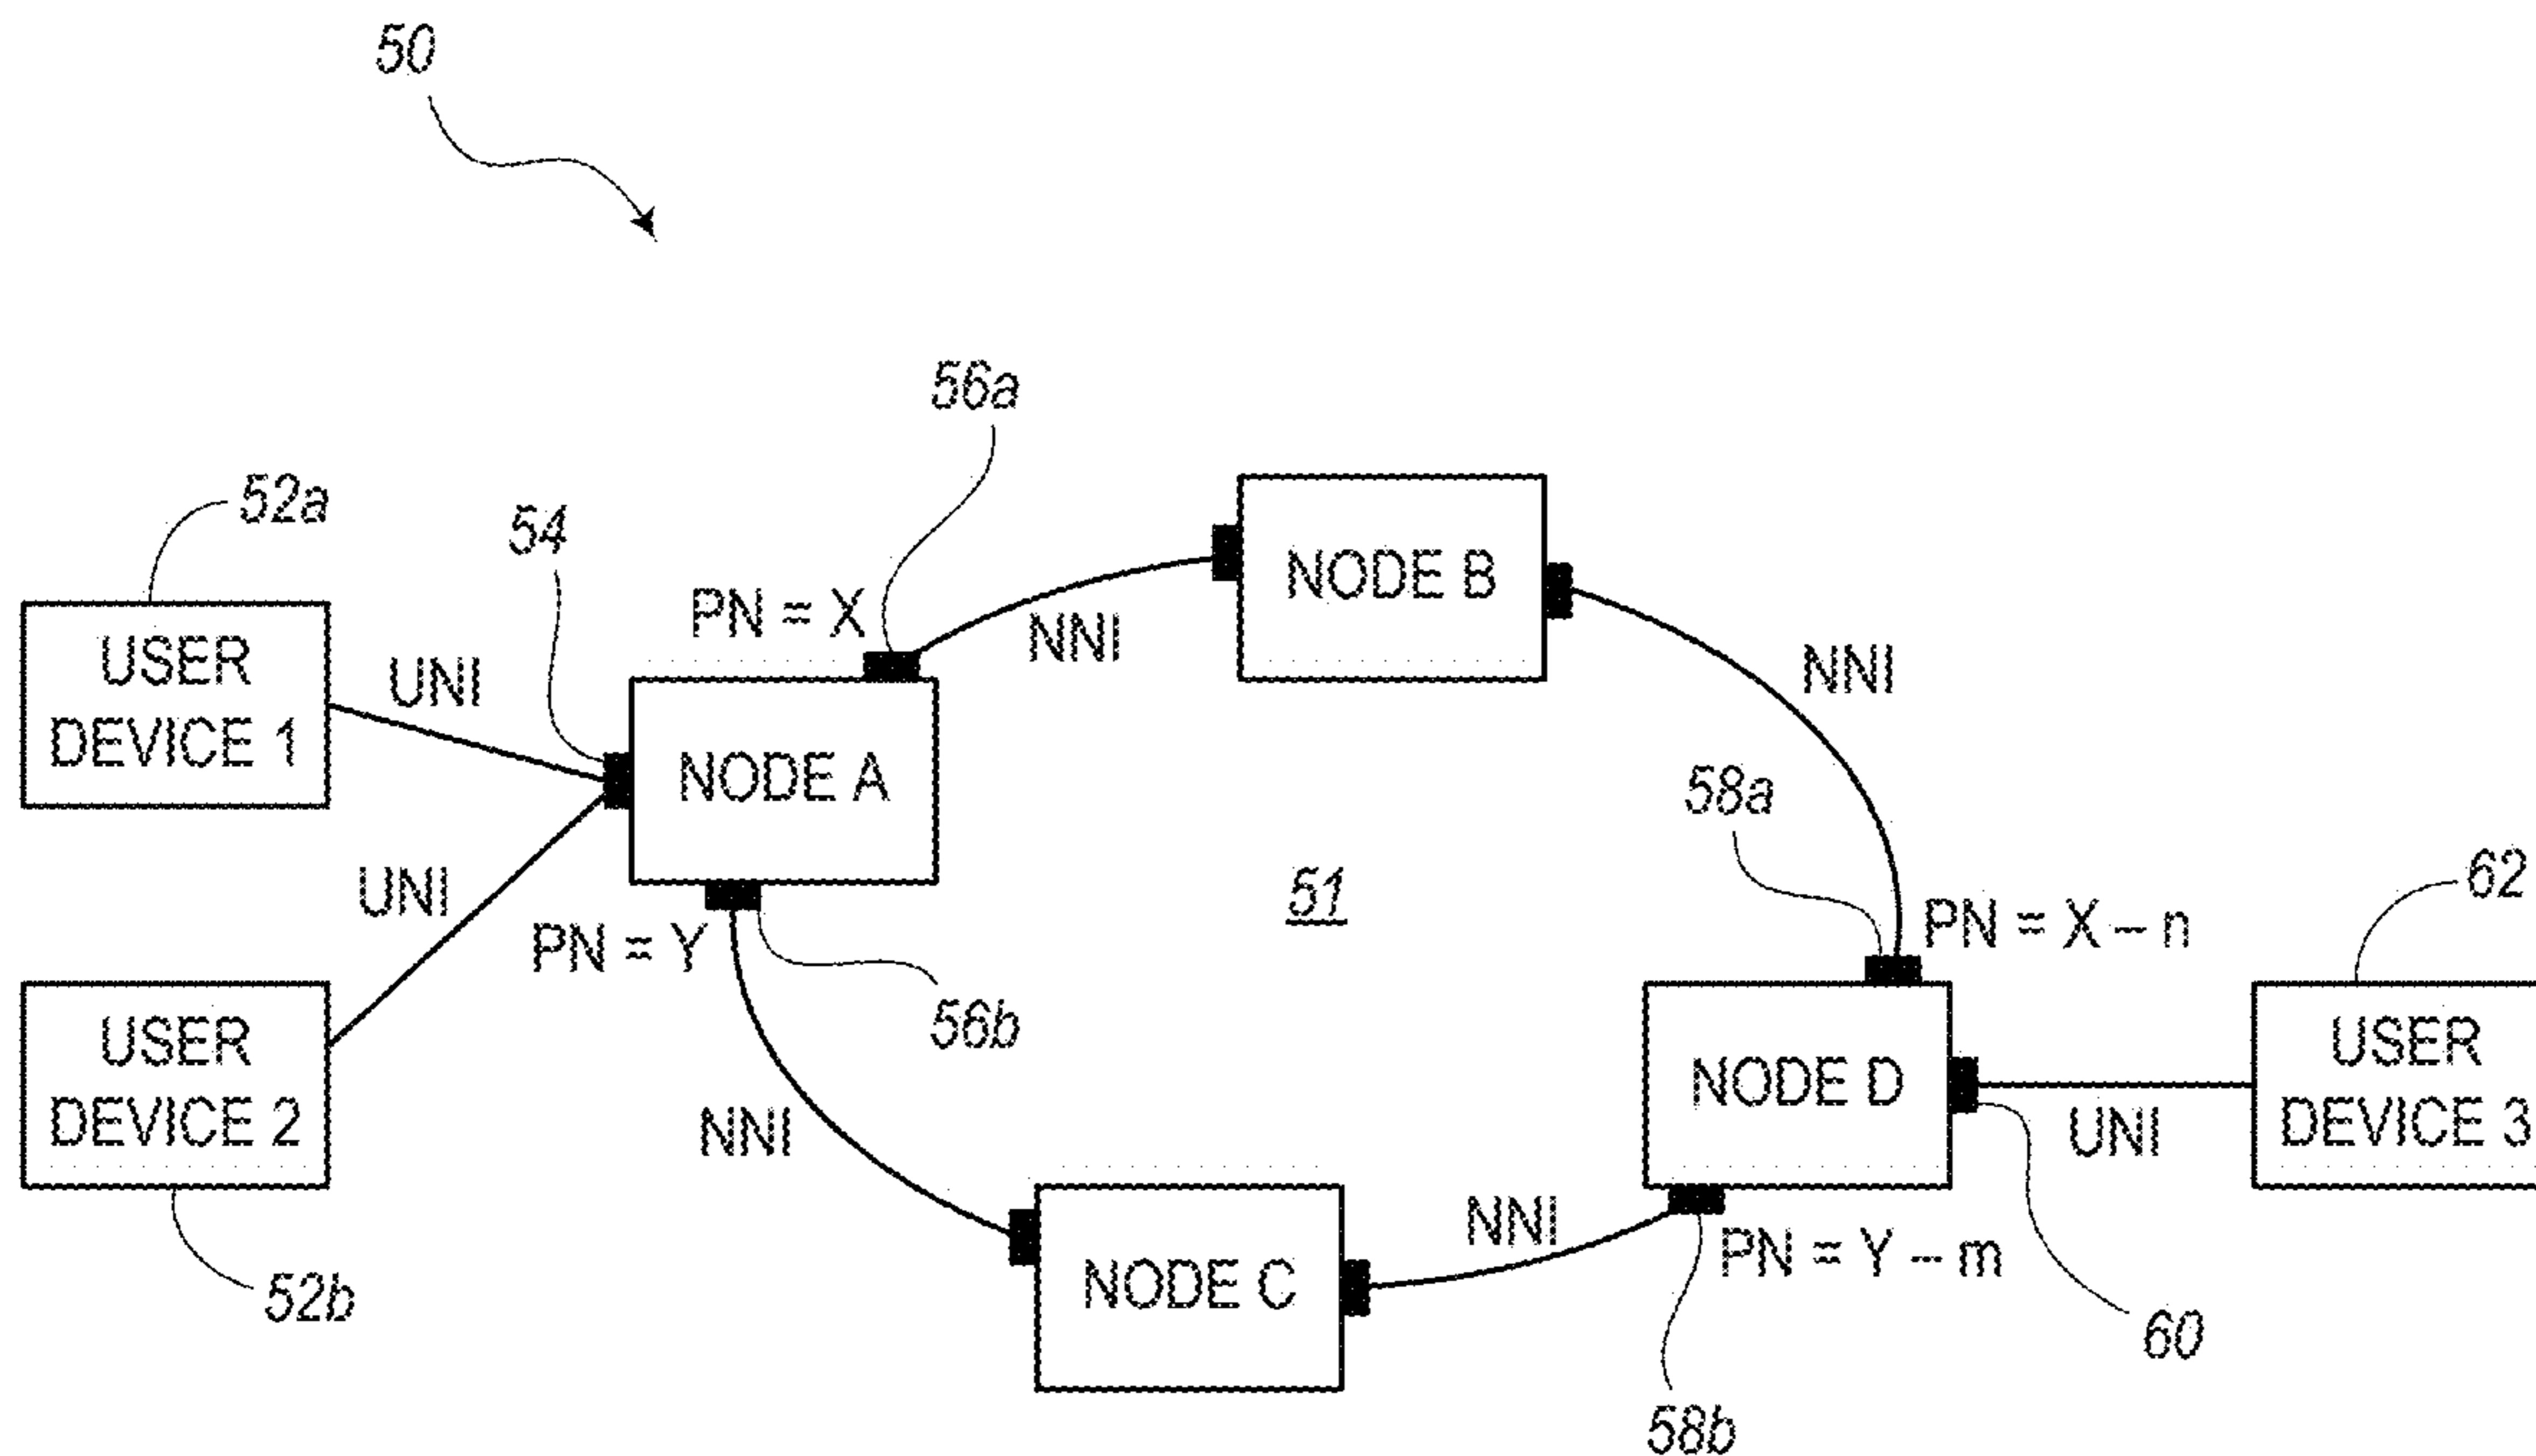 50
56a
52a
54
PN = X
NNI
NODE B
USER
DEVICE 1
UNI
NNI
NODE A
58a
UNI
51
62
PN = Y
PN = X – n
56b
USER
DEVICE 2
NNI
NODE D
UNI
USER
DEVICE 3
NNI
PN = Y – m
NODE C
52b
60
58b